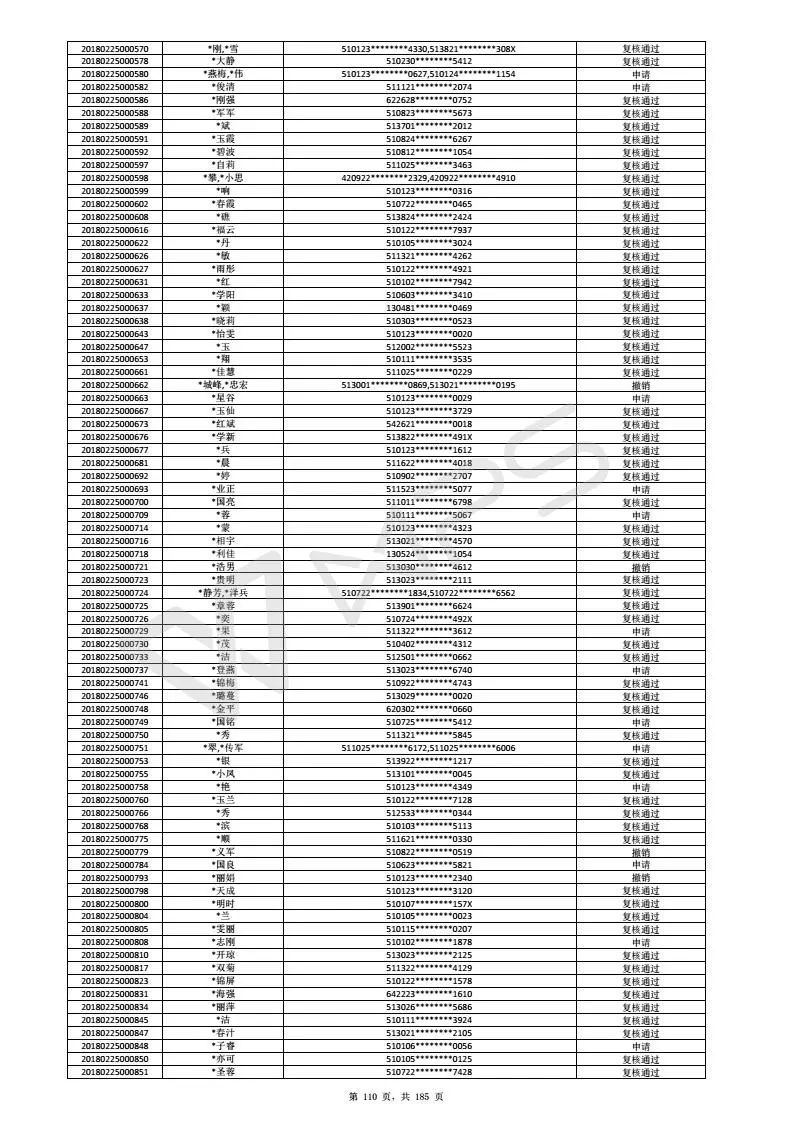 20180225000570 *刚,*雪 510123********4330,513821********308X 复核通过
20180225000578 *大静 510230********5412 复核通过
20180225000580 *燕梅,*伟 510123********0627,510124********1154 申请
20180225000582 *俊清 511121********2074 申请
20180225000586 *刚强 622628********0752 复核通过
20180225000588 *军军 510823********5673 复核通过
20180225000589 *斌 513701********2012 复核通过
20180225000591 *玉霞 510824********6267 复核通过
20180225000592 *碧波 510812********1054 复核通过
20180225000597 *自莉 511025********3463 复核通过
20180225000598 *攀,*小思 420922********2329,420922********4910 复核通过
20180225000599 *响 510123********0316 复核通过
20180225000602 *春霞 510722********0465 复核通过
20180225000608 *礁 513824********2424 复核通过
20180225000616 *福云 510122********7937 复核通过
20180225000622 *丹 510105********3024 复核通过
20180225000626 *敏 511321********4262 复核通过
20180225000627 *雨彤 510122********4921 复核通过
20180225000631 *红 510102********7942 复核通过
20180225000633 *学阳 510603********3410 复核通过
20180225000637 *颖 130481********0469 复核通过
20180225000638 *晓莉 510303********0523 复核通过
20180225000643 *怡雯 510123********0020 复核通过
20180225000647 *玉 512002********5523 复核通过
20180225000653 *翔 510111********3535 复核通过
20180225000661 *佳慧 511025********0229 复核通过
20180225000662 *城峰,*忠宏 513001********0869,513021********0195 撤销
20180225000663 *星谷 510123********0029 申请
20180225000667 *玉仙 510123********3729 复核通过
20180225000673 *红斌 542621********0018 复核通过
20180225000676 *学新 513822********491X 复核通过
20180225000677 *兵 510123********1612 复核通过
20180225000681 *晨 511622********4018 复核通过
20180225000692 *婷 510902********2707 复核通过
20180225000693 *业正 511523********5077 申请
20180225000700 *国亮 511011********6798 复核通过
20180225000709 *蓉 510111********5067 申请
20180225000714 *蒙 510123********4323 复核通过
20180225000716 *相宇 513021********4570 复核通过
20180225000718 *利佳 130524********1054 复核通过
20180225000721 *浩男 513030********4612 撤销
20180225000723 *贵明 513023********2111 复核通过
20180225000724 *静芳,*泽兵 510722********1834,510722********6562 复核通过
20180225000725 *章蓉 513901********6624 复核通过
20180225000726 *奕 510724********492X 复核通过
20180225000729 *果 511322********3612 申请
20180225000730 *茂 510402********4312 复核通过
20180225000733 *洁 512501********0662 复核通过
20180225000737 *登燕 513023********6740 申请
20180225000741 *锦梅 510922********4743 复核通过
20180225000746 *璐蔓 513029********0020 复核通过
20180225000748 *金平 620302********0660 复核通过
20180225000749 *国铭 510725********5412 申请
20180225000750 *秀 511321********5845 复核通过
20180225000751 *翠,*传军 511025********6172,511025********6006 申请
20180225000753 *银 513922********1217 复核通过
20180225000755 *小凤 513101********0045 复核通过
20180225000758 *艳 510123********4349 申请
20180225000760 *玉兰 510122********7128 复核通过
20180225000766 *秀 512533********0344 复核通过
20180225000768 *滨 510103********5113 复核通过
20180225000775 *顺 511621********0330 复核通过
20180225000779 *义军 510822********0519 撤销
20180225000784 *国良 510623********5821 申请
20180225000793 *丽娟 510123********2340 撤销
20180225000798 *天成 510123********3120 复核通过
20180225000800 *明时 510107********157X 复核通过
20180225000804 *兰 510105********0023 复核通过
20180225000805 *雯丽 510115********0207 复核通过
20180225000808 *志刚 510102********1878 申请
20180225000810 *开琼 513023********2125 复核通过
20180225000817 *双菊 511322********4129 复核通过
20180225000823 *锦屏 510122********1578 复核通过
20180225000831 *海强 642223********1610 复核通过
20180225000834 *丽萍 513026********5686 复核通过
20180225000845 *洁 510111********3924 复核通过
20180225000847 *春汁 513021********2105 复核通过
20180225000848 *子睿 510106********0056 申请
20180225000850 *亦可 510105********0125 复核通过
20180225000851 *圣蓉 510722********7428 复核通过
第 110 页, 共 185 页